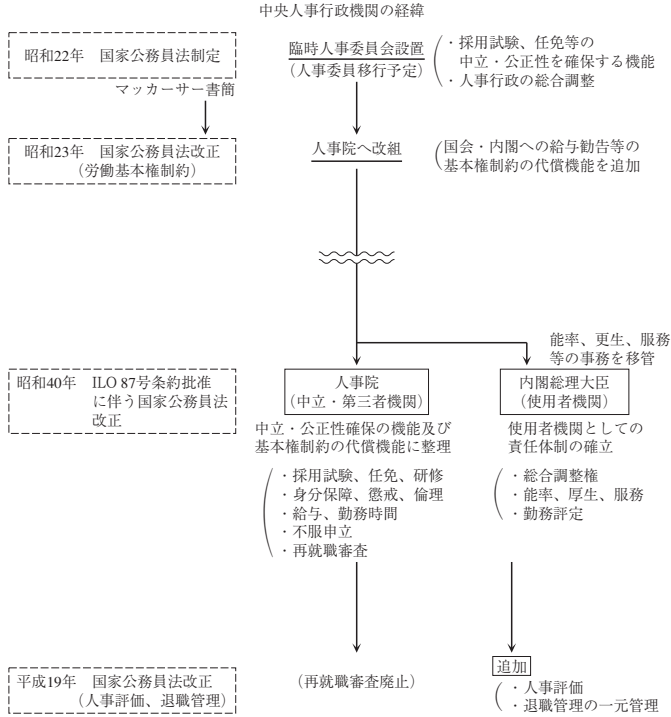 中央人事行政機関の経緯
昭和22年　国家公務員法制定
臨時人事委員会設置
（人事委員移行予定）
・採用試験、任免等の
中立・公正性を確保する機能
・人事行政の総合調整
マッカーサー書簡
昭和23年　国家公務員法改正
（労働基本権制約）
人事院へ改組
国会・内閣への給与勧告等の
基本権制約の代償機能を追加
能率、更生、服務
等の事務を移管
昭和40年　ILO 87号条約批准
に伴う国家公務員法
改正
人事院
（中立・第三者機関）
内閣総理大臣
（使用者機関）
中立・公正性確保の機能及び
基本権制約の代償機能に整理
・採用試験、任免、研修
・身分保障、懲戒、倫理
・給与、勤務時間
・不服申立
・再就職審査
使用者機関としての
責任体制の確立
・総合調整権
・能率、厚生、服務
・勤務評定
平成19年　国家公務員法改正
（人事評価、退職管理）
（再就職審査廃止）
追加
・人事評価
・退職管理の一元管理